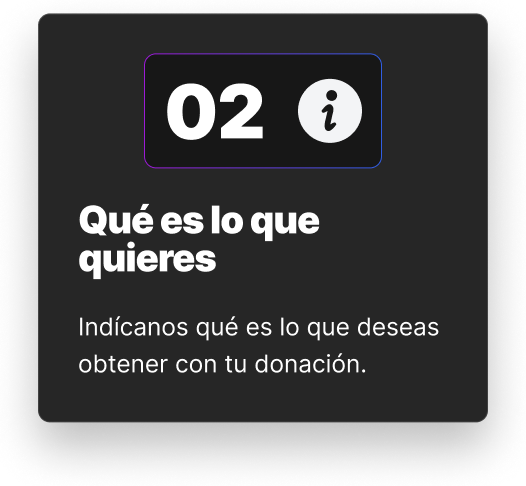 02 i
Qué es lo que
quieres
Indícanos qué es lo que deseas
obtener con tu donación.